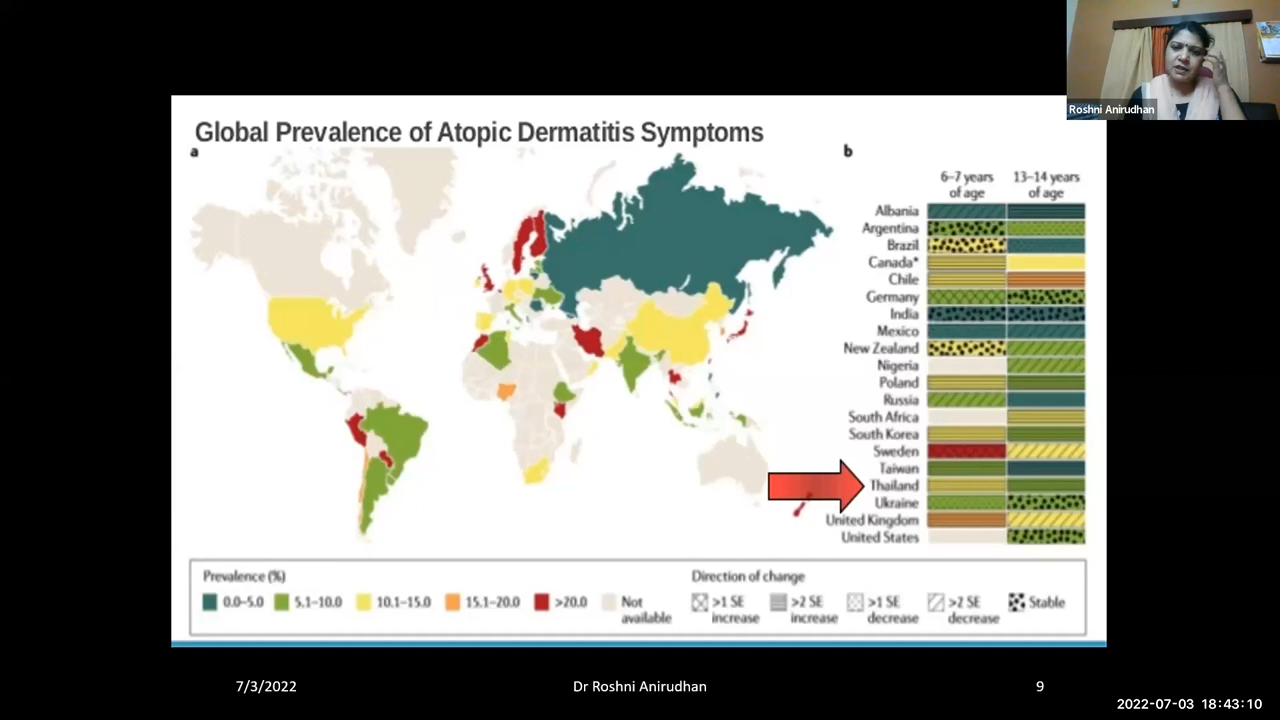 Roshni Anirudhan
Global Prevalence of Atopic Dermatitis Symptoms
a
b
6–7 years of age
13–14 years of age
Albania
Argentina
Brazil
Canada*
Chile
Germany
India
Mexico
New Zealand
Nigeria
Poland
Russia
South Africa
South Korea
Sweden
Taiwan
Thailand
Ukraine
United Kingdom
United States
Prevalence (%)
0.0–5.0
5.1–10.0
10.1–15.0
15.1–20.0
>20.0
Not available
Direction of change
>1 SE increase
>2 SE increase
>1 SE decrease
>2 SE decrease
Stable
7/3/2022
Dr Roshni Anirudhan
9
2022-07-03 18:43:10